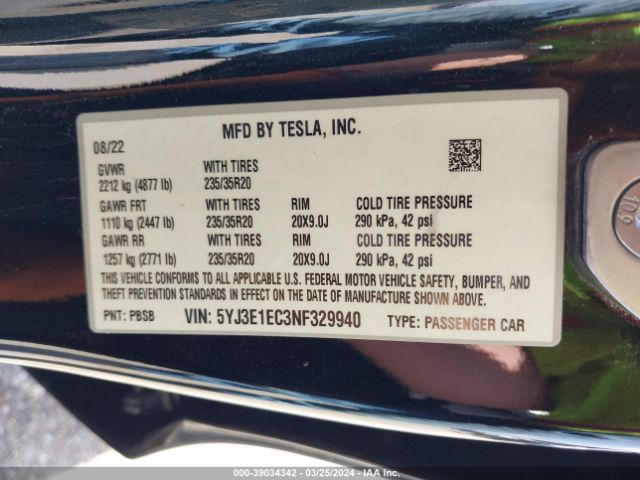 MFD BY TESLA, INC.
08/22
GVWR WITH TIRES
2212 kg (4877 lb) 235/35R20
GAWR FRT WITH TIRES RIM COLD TIRE PRESSURE
1110 kg (2447 lb) 235/35R20 20X9.0J 290 kPa, 42 psi
GAWR RR WITH TIRES RIM COLD TIRE PRESSURE
1257 kg (2771 lb) 235/35R20 20X9.0J 290 kPa, 42 psi
THIS VEHICLE CONFORMS TO ALL APPLICABLE U.S. FEDERAL MOTOR VEHICLE SAFETY, BUMPER, AND
THEFT PREVENTION STANDARDS IN EFFECT ON THE DATE OF MANUFACTURE SHOWN ABOVE.
PNT: PBSB VIN: 5YJ3E1EC3NF329940 TYPE: PASSENGER CAR
109
000-39034342 / 03/25/2024 - IAA Inc.